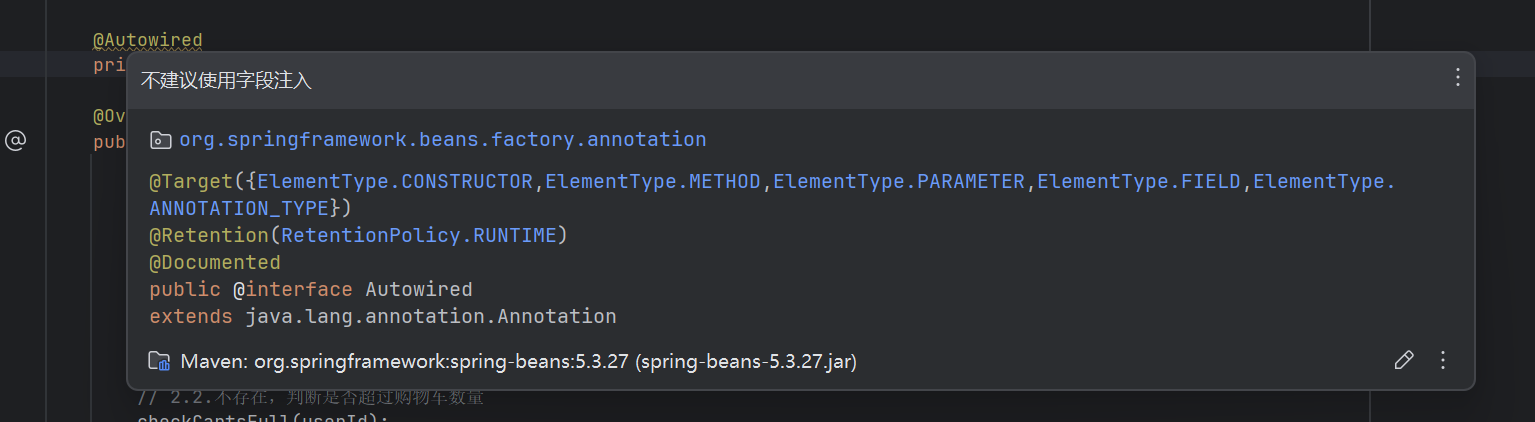 @Autowired
pri
不建议使用字段注入
@Ov
pub
org.springframework.beans.factory.annotation
@Target({ElementType.CONSTRUCTOR,ElementType.METHOD,ElementType.PARAMETER,ElementType.FIELD,ElementType.
ANNOTATION_TYPE})
@Retention(RetentionPolicy.RUNTIME)
@Documented
public @interface Autowired
extends java.lang.annotation.Annotation
Maven: org.springframework:spring-beans:5.3.27 (spring-beans-5.3.27.jar)
// 2.2.不存在，判断是否超过购物车数量
checkCartsFull(userId);